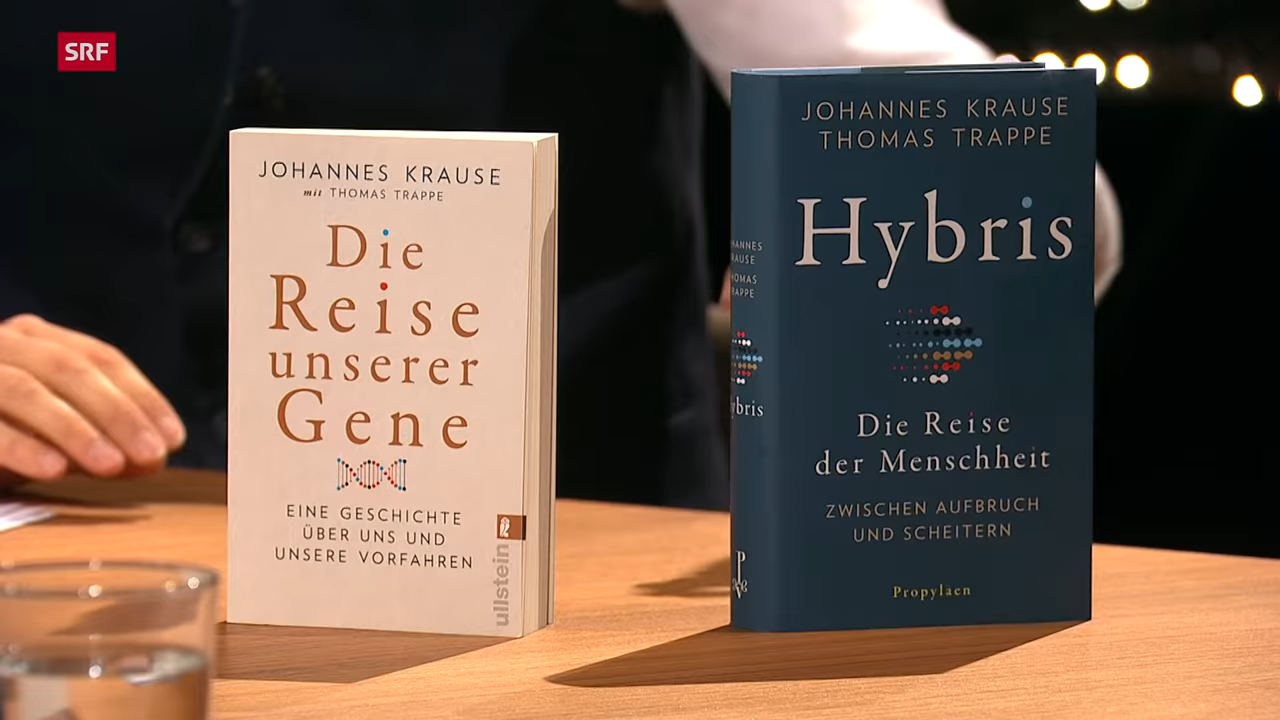 SRF
JOHANNES KRAUSE
mit THOMAS TRAPPE
Die
Reise
unserer
Gene
EINE GESCHICHTE
ÜBER UNS UND
UNSERE VORFAHREN
ullstein
JOHANNES KRAUSE
THOMAS TRAPPE
Hybris
Die Reise
der Menschheit
ZWISCHEN AUFBRUCH
UND SCHEITERN
Propyläen